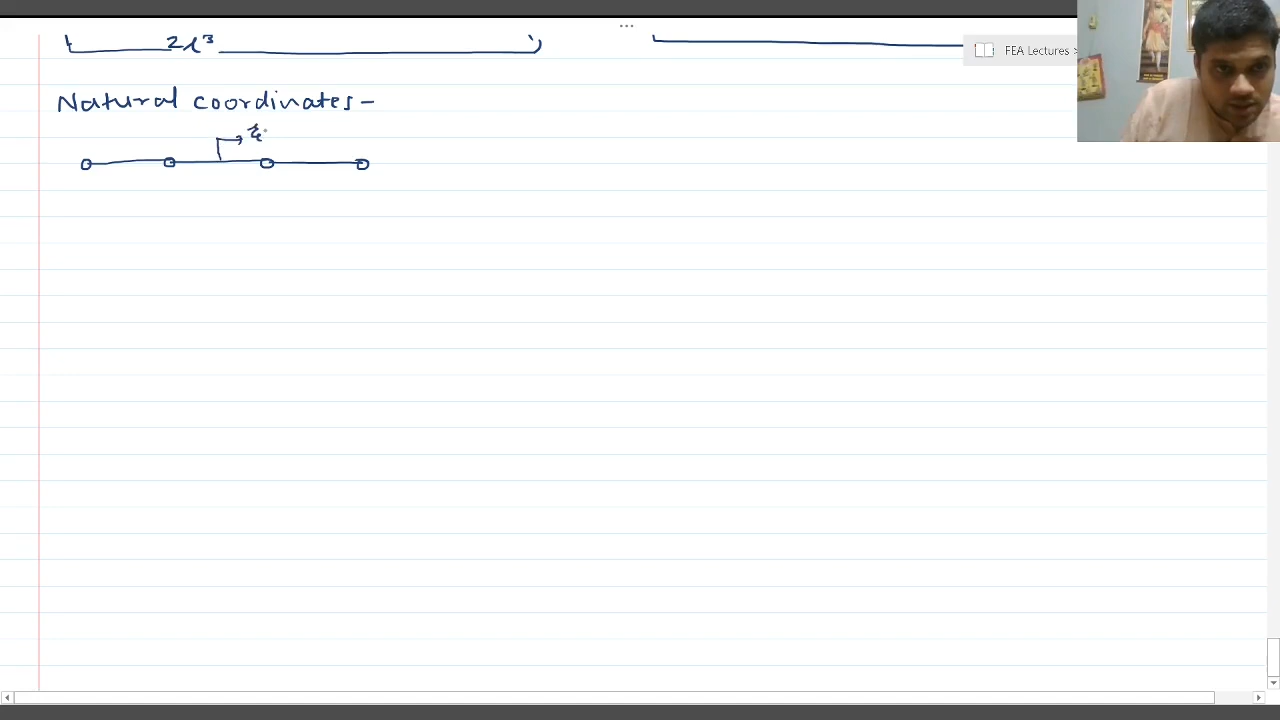 2l³
FEA Lectures >
Natural coordinates -
ξ